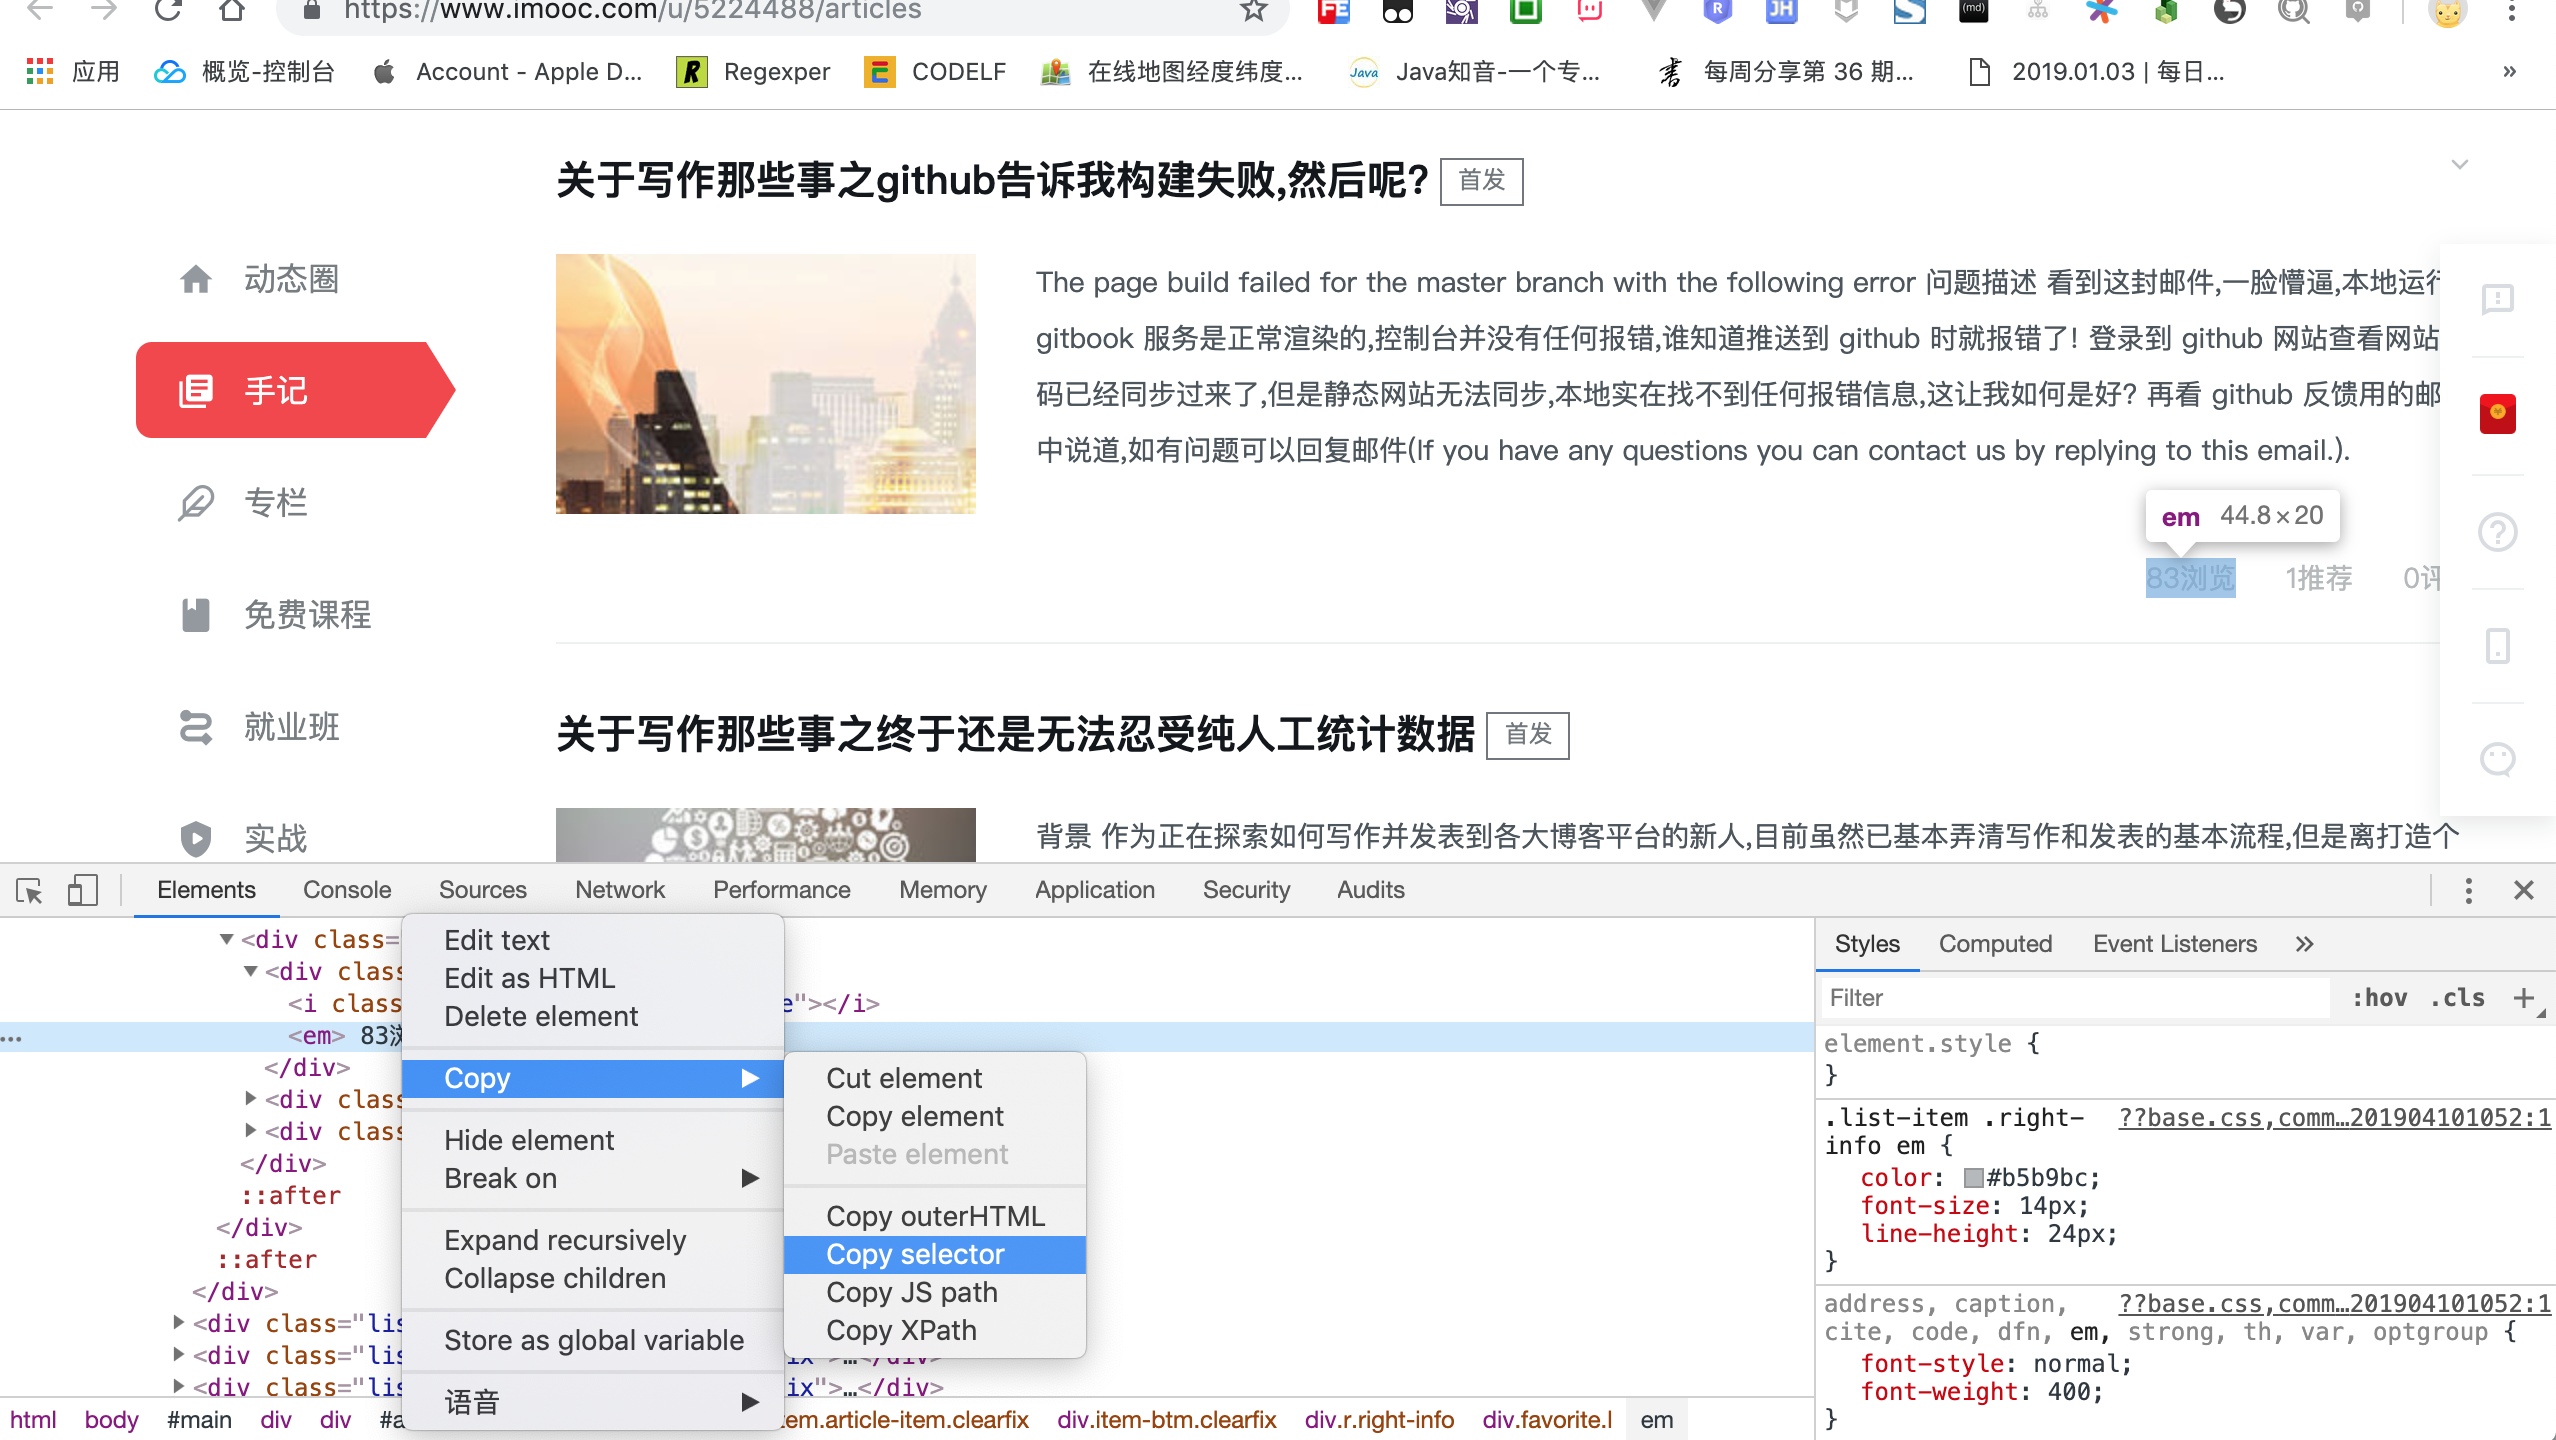 https://www.imooc.com/u/5224488/articles
应用 概览-控制台 Account - Apple D... Regexper CODELF 在线地图经度纬度... Java知音-一个专... 每周分享第 36 期... 2019.01.03 | 每日... »
关于写作那些事之github告诉我构建失败,然后呢? 首发
动态圈
手记
专栏
免费课程
就业班
实战
The page build failed for the master branch with the following error 问题描述 看到这封邮件,一脸懵逼,本地运行
gitbook 服务是正常渲染的,控制台并没有任何报错,谁知道推送到 github 时就报错了! 登录到 github 网站查看网站
码已经同步过来了,但是静态网站无法同步,本地实在找不到任何报错信息,这让我如何是好? 再看 github 反馈用的邮
中说道,如有问题可以回复邮件(If you have any questions you can contact us by replying to this email.).
em 44.8×20
83浏览 1推荐 0评
关于写作那些事之终于还是无法忍受纯人工统计数据 首发
背景 作为正在探索如何写作并发表到各大博客平台的新人,目前虽然已基本弄清写作和发表的基本流程,但是离打造个
Elements Console Sources Network Performance Memory Application Security Audits
<div class=
<div class
<i class e"></i>
<em> 83浏
</div>
<div class
<div class
</div>
::after
</div>
::after
</div>
<div class="lis
<div class="lis ix">…</div>
<div class="lis ix">…</div>
Edit text
Edit as HTML
Delete element
Copy
Hide element
Break on
Expand recursively
Collapse children
Store as global variable
语音
Cut element
Copy element
Paste element
Copy outerHTML
Copy selector
Copy JS path
Copy XPath
html body #main div div #a tem.article-item.clearfix div.item-btm.clearfix div.r.right-info div.favorite.l em
Styles Computed Event Listeners »
Filter :hov .cls +
element.style {
}
.list-item .right- ??base.css,comm…201904101052:1
info em {
color: #b5b9bc;
font-size: 14px;
line-height: 24px;
}
address, caption, ??base.css,comm…201904101052:1
cite, code, dfn, em, strong, th, var, optgroup {
font-style: normal;
font-weight: 400;
}